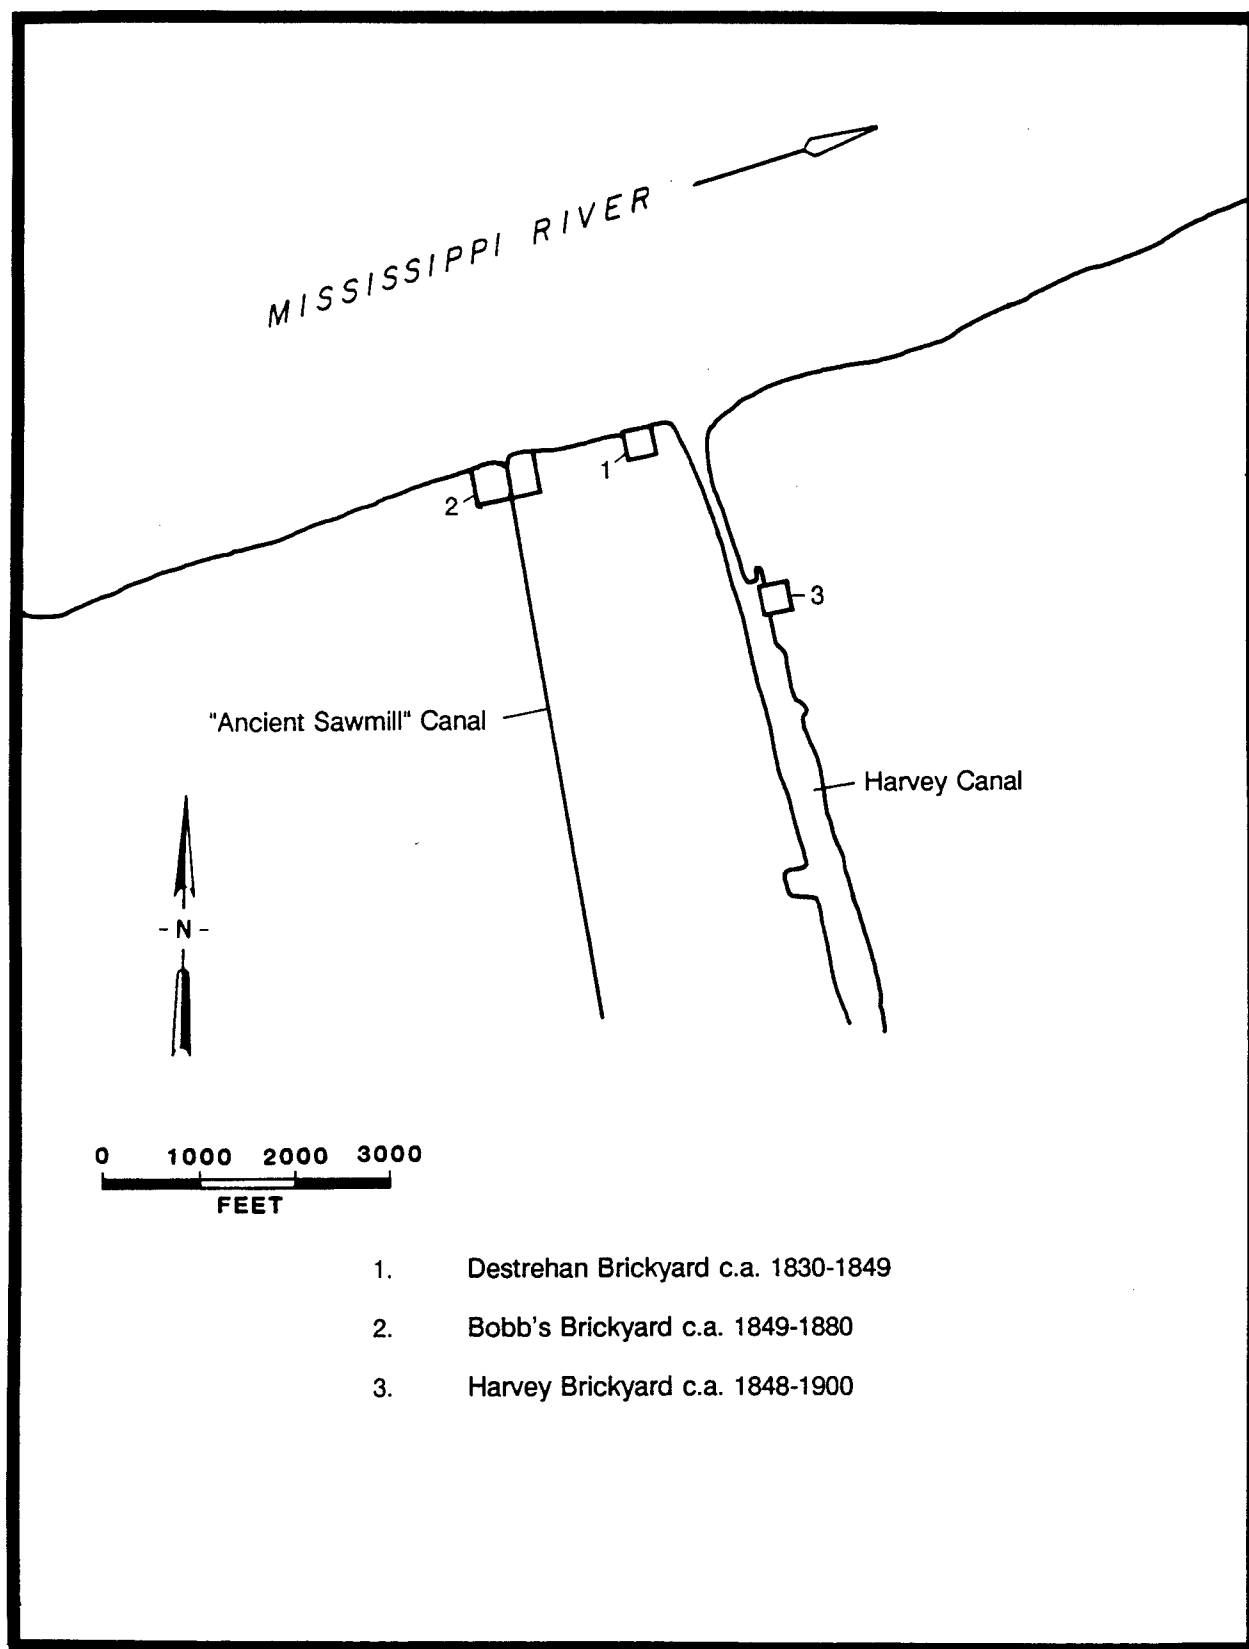 MISSISSIPPI RIVER
1
2
3
"Ancient Sawmill" Canal
Harvey Canal
- N -
0 1000 2000 3000
FEET
1. Destrehan Brickyard c.a. 1830-1849
2. Bobb's Brickyard c.a. 1849-1880
3. Harvey Brickyard c.a. 1848-1900